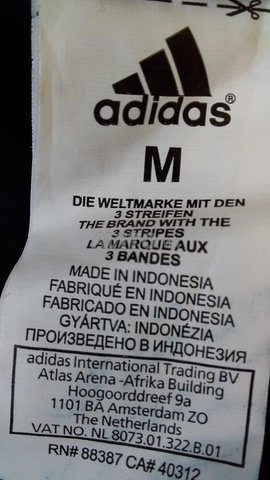 adidas®
M
DIE WELTMARKE MIT DEN
3 STREIFEN
THE BRAND WITH THE
3 STRIPES
LA MARQUE AUX
3 BANDES
MADE IN INDONESIA
FABRIQUÉ EN INDONESIA
FABRICADO EN INDONESIA
GYÁRTVA: INDONÉZIA
ПРОИЗВЕДЕНО В ИНДОНЕЗИЯ
adidas International Trading BV
Atlas Arena -Afrika Building
Hoogoorddreef 9a
1101 BA Amsterdam ZO
The Netherlands
VAT NO. NL 8073.01.322.B.01
RN# 88387 CA# 40312